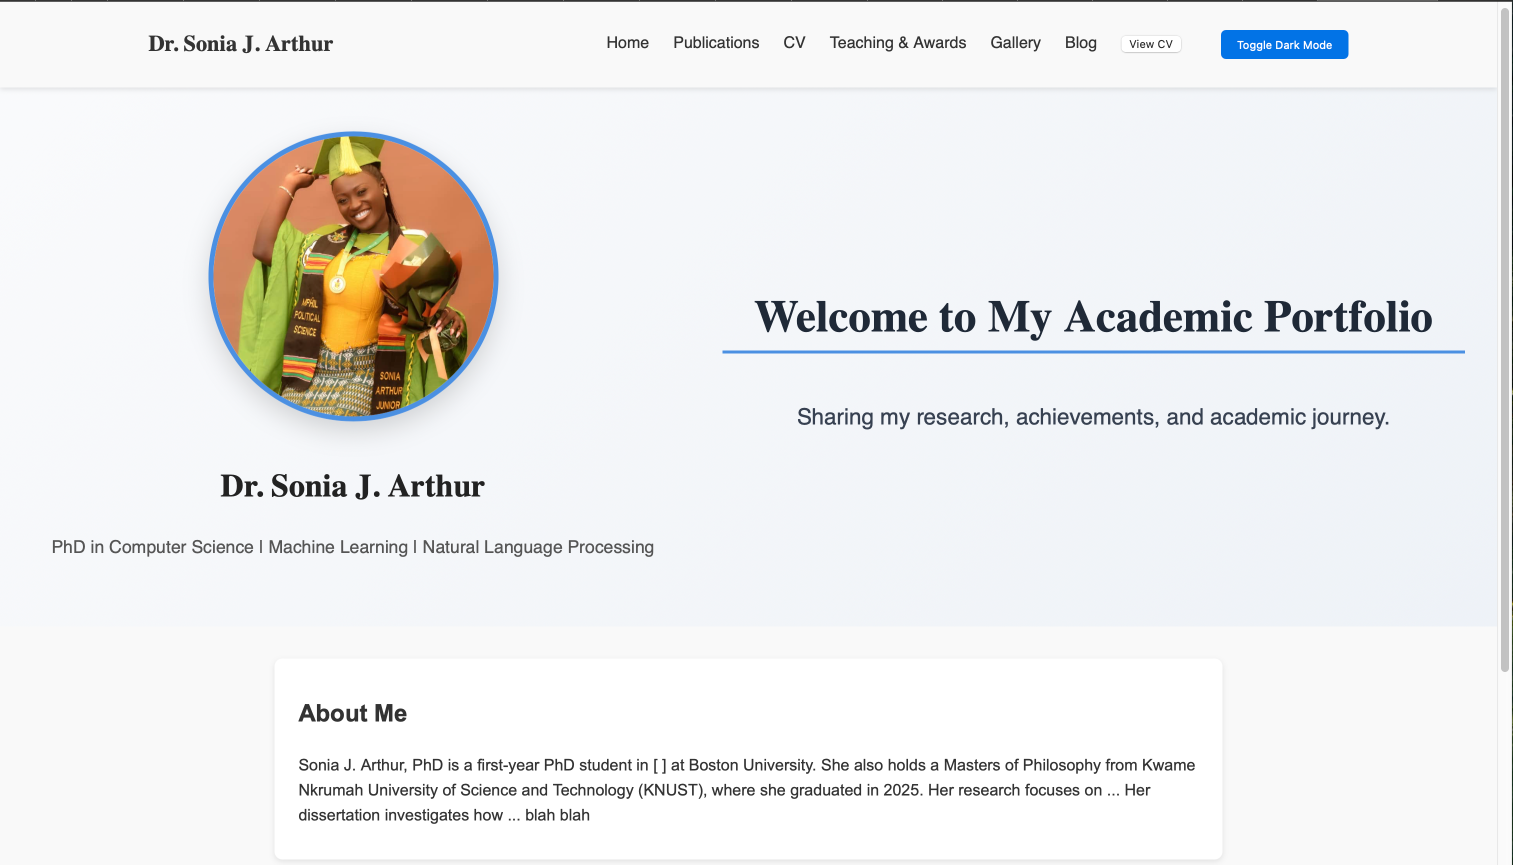 Dr. Sonia J. Arthur
Home
Publications
CV
Teaching & Awards
Gallery
Blog
View CV
Toggle Dark Mode
MPHIL
POLITICAL
SCIENCE
SONIA
ARTHUR
JUNIOR
Dr. Sonia J. Arthur
PhD in Computer Science | Machine Learning | Natural Language Processing
Welcome to My Academic Portfolio
Sharing my research, achievements, and academic journey.
About Me
Sonia J. Arthur, PhD is a first-year PhD student in [ ] at Boston University. She also holds a Masters of Philosophy from Kwame
Nkrumah University of Science and Technology (KNUST), where she graduated in 2025. Her research focuses on ... Her
dissertation investigates how ... blah blah